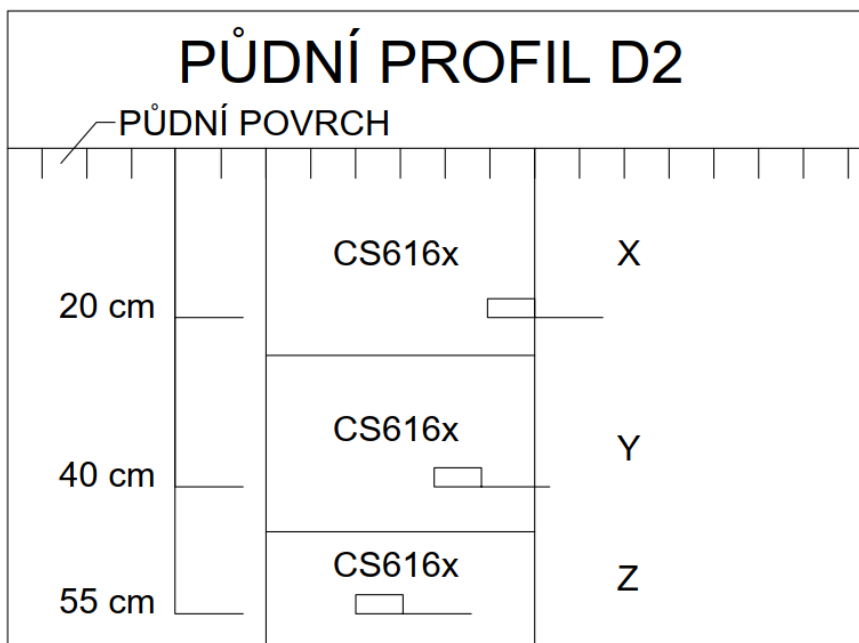 PŮDNÍ PROFIL D2
PŮDNÍ POVRCH
CS616x X
20 cm
CS616x Y
40 cm
CS616x Z
55 cm